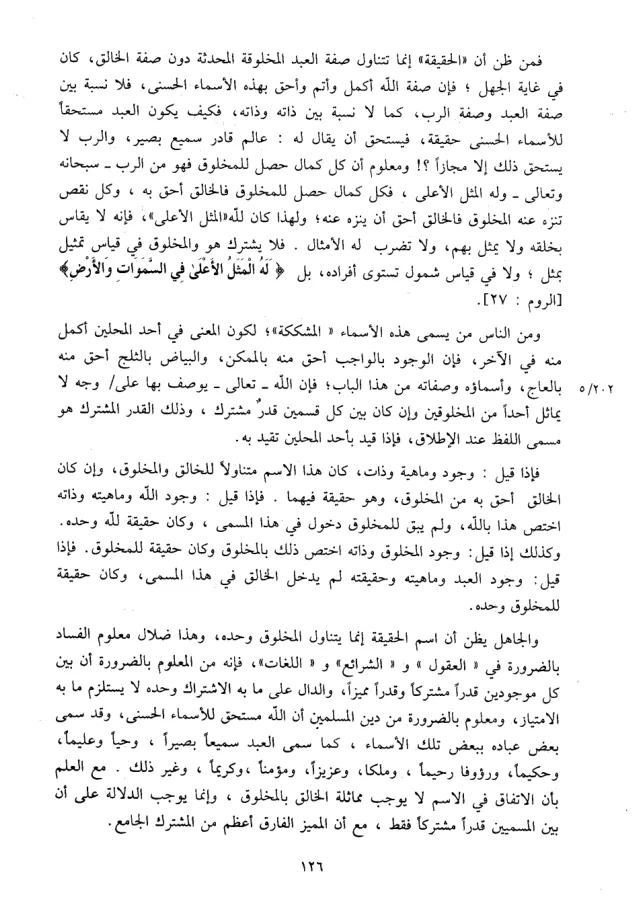 فمن ظن أن «الحقيقة» إنما تتناول صفة العبد المخلوقة المحدثة دون صفة الخالق، كان
في غاية الجهل ؛ فإن صفة الله أكمل وأتم وأحق بهذه الأسماء الحسنى، فلا نسبة بين
صفة العبد وصفة الرب، كما لا نسبة بين ذاته وذاته، فكيف يكون العبد مستحقاً
للأسماء الحسنى حقيقة، فيستحق أن يقال له : عالم قادر سميع بصير، والرب لا
يستحق ذلك إلا مجازاً ؟! ومعلوم أن كل كمال حصل للمخلوق فهو من الرب ـ سبحانه
وتعالى ـ وله المثل الأعلى ، فكل كمال حصل للمخلوق فالخالق أحق به ، وكل نقص
تنزه عنه المخلوق فالخالق أحق أن ينزه عنه؛ ولهذا كان لله«المثل الأعلى»، فإنه لا يقاس
بخلقه ولا يمثل بهم، ولا تضرب له الأمثال . فلا يشترك هو والمخلوق في قياس تمثيل
بمثل ؛ ولا في قياس شمول تستوى أفراده، بل ﴿ لَهُ الْمَثَلُ الأَعْلَىٰ فِي السَّمَوَاتِ وَالأَرْضِ﴾
[الروم : ٢٧].
ومن الناس من يسمى هذه الأسماء « المشككة»؛ لكون المعنى في أحد المحلين أكمل
منه في الآخر، فإن الوجود بالواجب أحق منه بالممكن، والبياض بالثلج أحق منه
٥/٢٠٢ بالعاج، وأسماؤه وصفاته من هذا الباب؛ فإن الله ـ تعالى ـ يوصف بها على/ وجه لا
يماثل أحداً من المخلوقين وإن كان بين كل قسمين قدرٌ مشترك ، وذلك القدر المشترك هو
مسمى اللفظ عند الإطلاق، فإذا قيد بأحد المحلين تقيد به.
فإذا قيل : وجود وماهية وذات، كان هذا الاسم متناولاً للخالق والمخلوق، وإن كان
الخالق أحق به من المخلوق، وهو حقيقة فيهما . فإذا قيل : وجود الله وماهيته وذاته
اختص هذا بالله، ولم يبق للمخلوق دخول في هذا المسمى ، وكان حقيقة لله وحده.
وكذلك إذا قيل: وجود المخلوق وذاته اختص ذلك بالمخلوق وكان حقيقة للمخلوق. فإذا
قيل: وجود العبد وماهيته وحقيقته لم يدخل الخالق في هذا المسمى، وكان حقيقة
للمخلوق وحده.
والجاهل يظن أن اسم الحقيقة إنما يتناول المخلوق وحده، وهذا ضلال معلوم الفساد
بالضرورة في « العقول » و « الشرائع» و « اللغات»، فإنه من المعلوم بالضرورة أن بين
كل موجودين قدراً مشتركاً وقدراً مميزاً، والدال على ما به الاشتراك وحده لا يستلزم ما به
الامتياز، ومعلوم بالضرورة من دين المسلمين أن الله مستحق للأسماء الحسنى، وقد سمى
بعض عباده ببعض تلك الأسماء ، كما سمى العبد سميعاً بصيراً ، وحياً وعليماً،
وحكيماً، ورؤوفا رحيماً ، وملكا، وعزيزاً، ومؤمناً ،وكريماً ، وغير ذلك . مع العلم
بأن الاتفاق في الاسم لا يوجب مماثلة الخالق بالمخلوق ، وإنما يوجب الدلالة على أن
بين المسميين قدراً مشتركاً فقط ، مع أن المميز الفارق أعظم من المشترك الجامع.
١٢٦